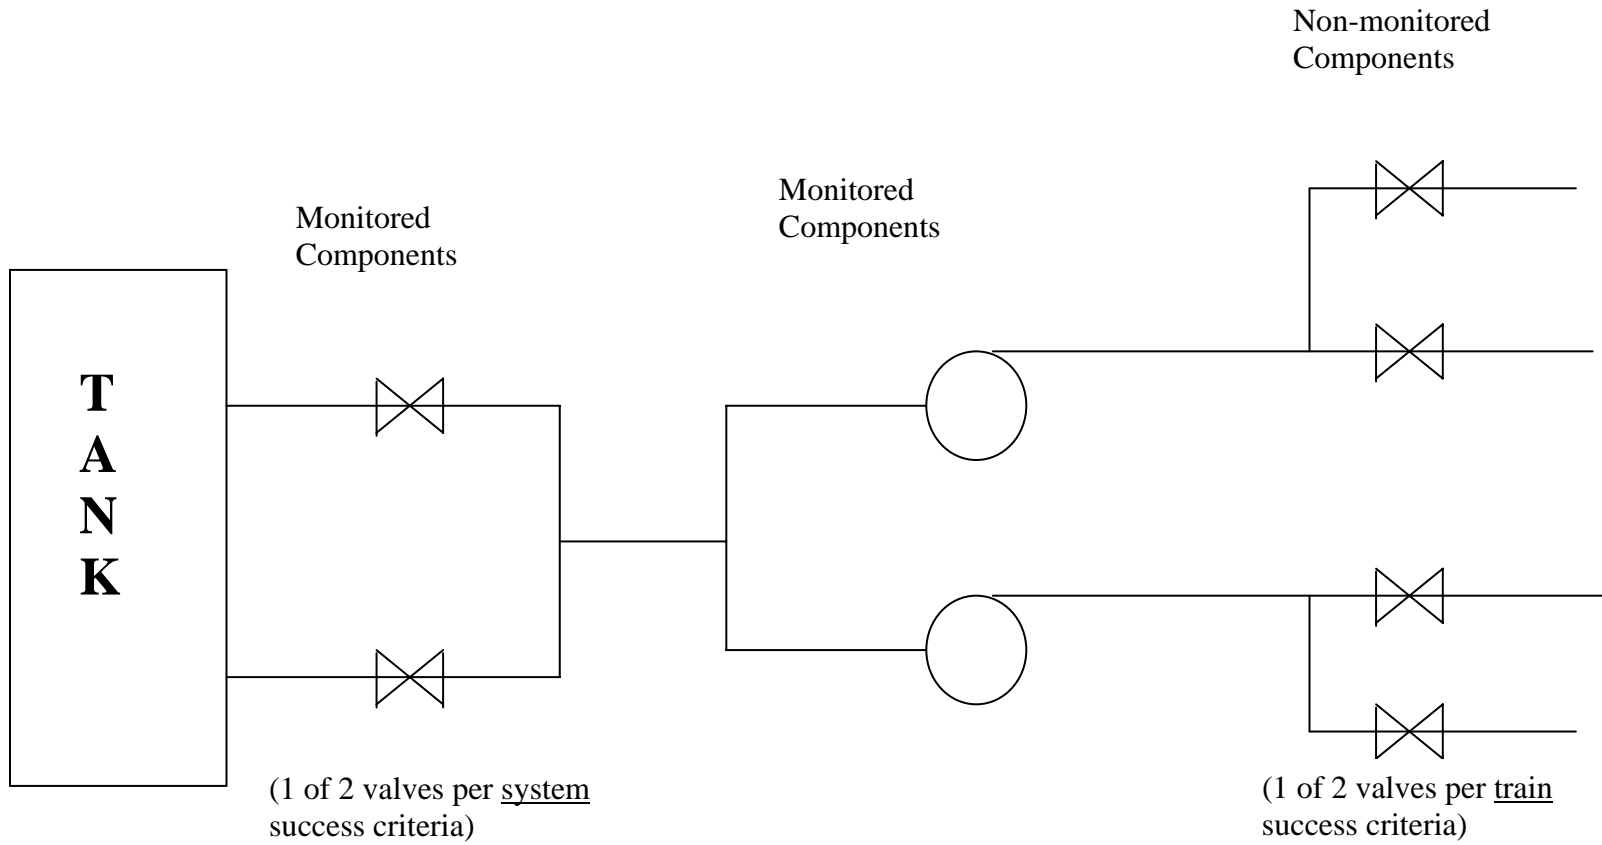 Non-monitored
Components
Monitored
Components
Monitored
Components
T
A
N
K
(1 of 2 valves per system
success criteria)
(1 of 2 valves per train
success criteria)